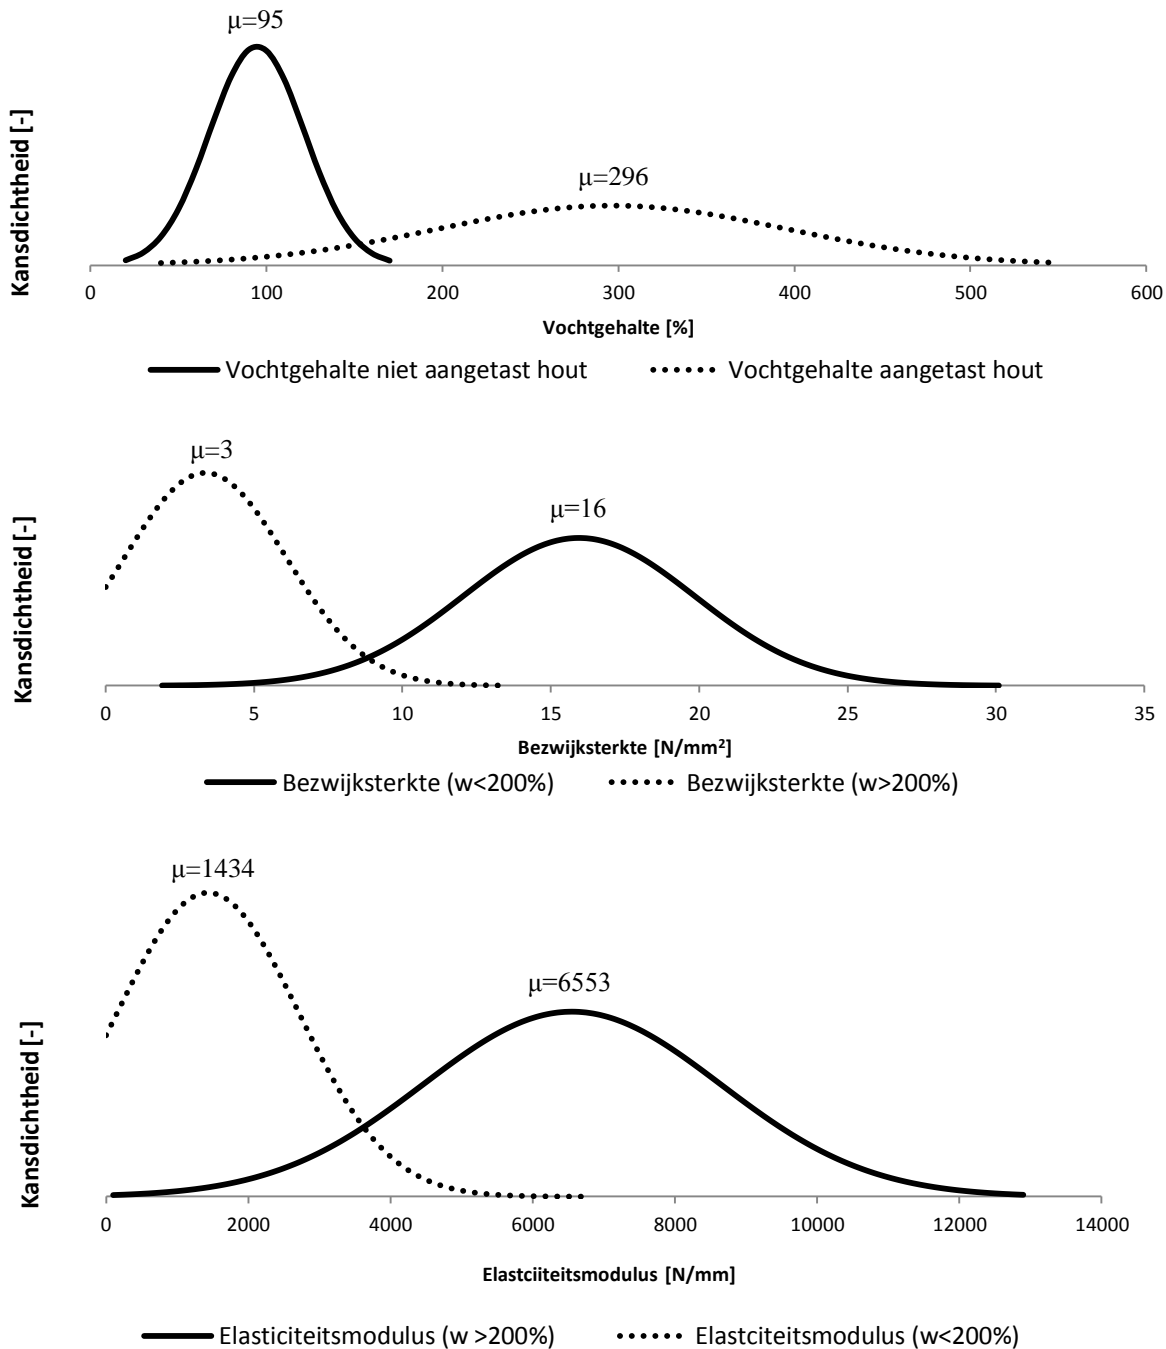 μ=95
μ=296
Kansdichtheid [-]
0 100 200 300 400 500 600
Vochtgehalte [%]
Vochtgehalte niet aangetast hout Vochtgehalte aangetast hout
μ=3
μ=16
Kansdichtheid [-]
0 5 10 15 20 25 30 35
Bezwijksterkte [N/mm²]
Bezwijksterkte (w<200%) Bezwijksterkte (w>200%)
μ=1434
μ=6553
Kansdichtheid [-]
0 2000 4000 6000 8000 10000 12000 14000
Elastciiteitsmodulus [N/mm]
Elasticiteitsmodulus (w >200%) Elastciteitsmodulus (w<200%)